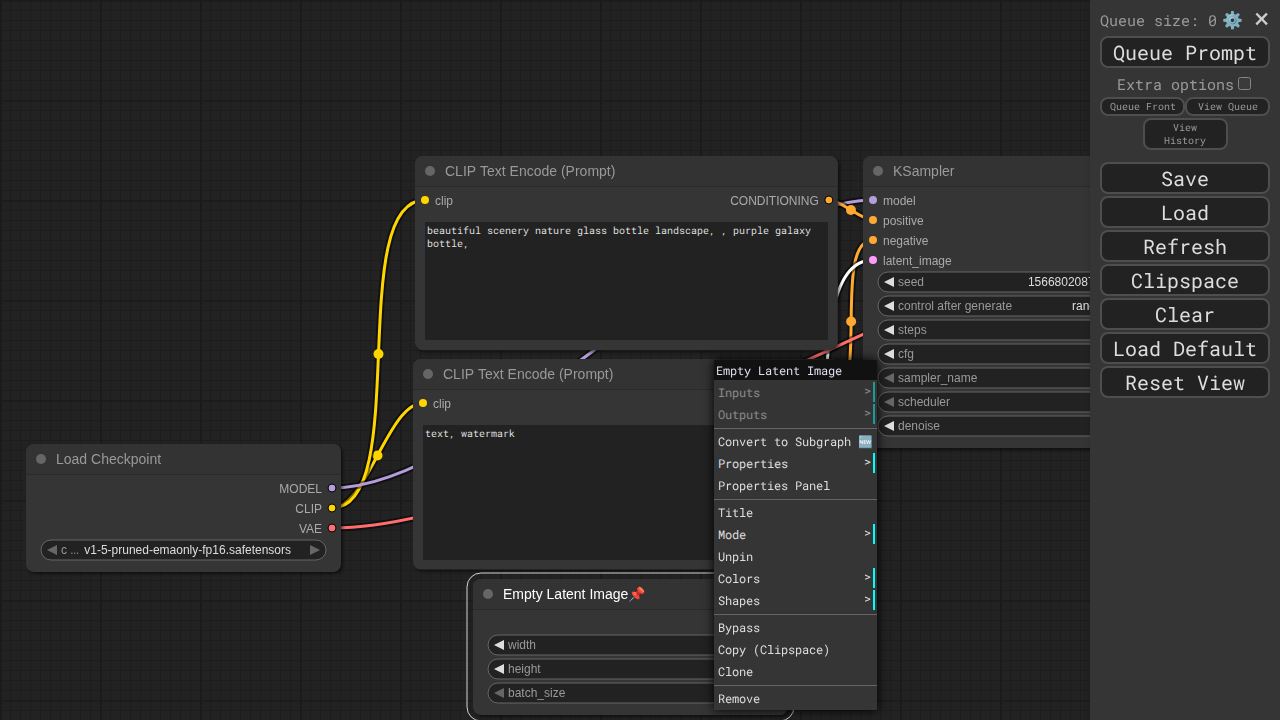 Queue size: 0
Queue Prompt
Extra options
Queue Front
View Queue
View
History
Save
Load
Refresh
Clipspace
Clear
Load Default
Reset View
CLIP Text Encode (Prompt)
clip
CONDITIONING
beautiful scenery nature glass bottle landscape, , purple galaxy
bottle,
KSampler
model
positive
negative
latent_image
seed
control after generate
steps
cfg
sampler_name
scheduler
denoise
CLIP Text Encode (Prompt)
clip
text, watermark
Load Checkpoint
MODEL
CLIP
VAE
c ... v1-5-pruned-emaonly-fp16.safetensors
Empty Latent Image📌
width
height
batch_size
Empty Latent Image
Inputs >
Outputs >
Convert to Subgraph 🆕
Properties >
Properties Panel
Title
Mode >
Unpin
Colors >
Shapes >
Bypass
Copy (Clipspace)
Clone
Remove